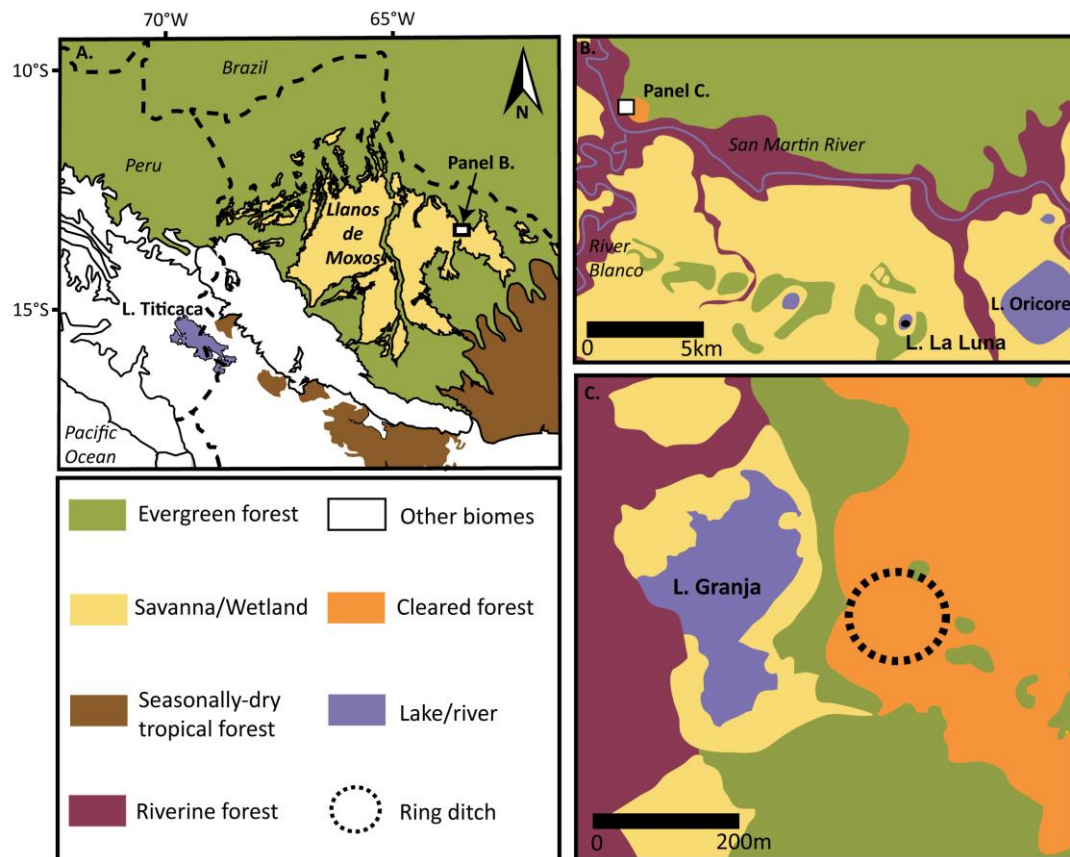 70°W
65°W
A.
10°S
Brazil
N
Peru
Panel B.
Llanos
de
Moxos
15°S
L. Titicaca
Pacific
Ocean
B.
Panel C.
San Martin River
River
Blanco
L. Oricore
0
5km
L. La Luna
Evergreen forest
Other biomes
Savanna/Wetland
Cleared forest
Seasonally-dry
tropical forest
Lake/river
Riverine forest
Ring ditch
C.
L. Granja
0
200m